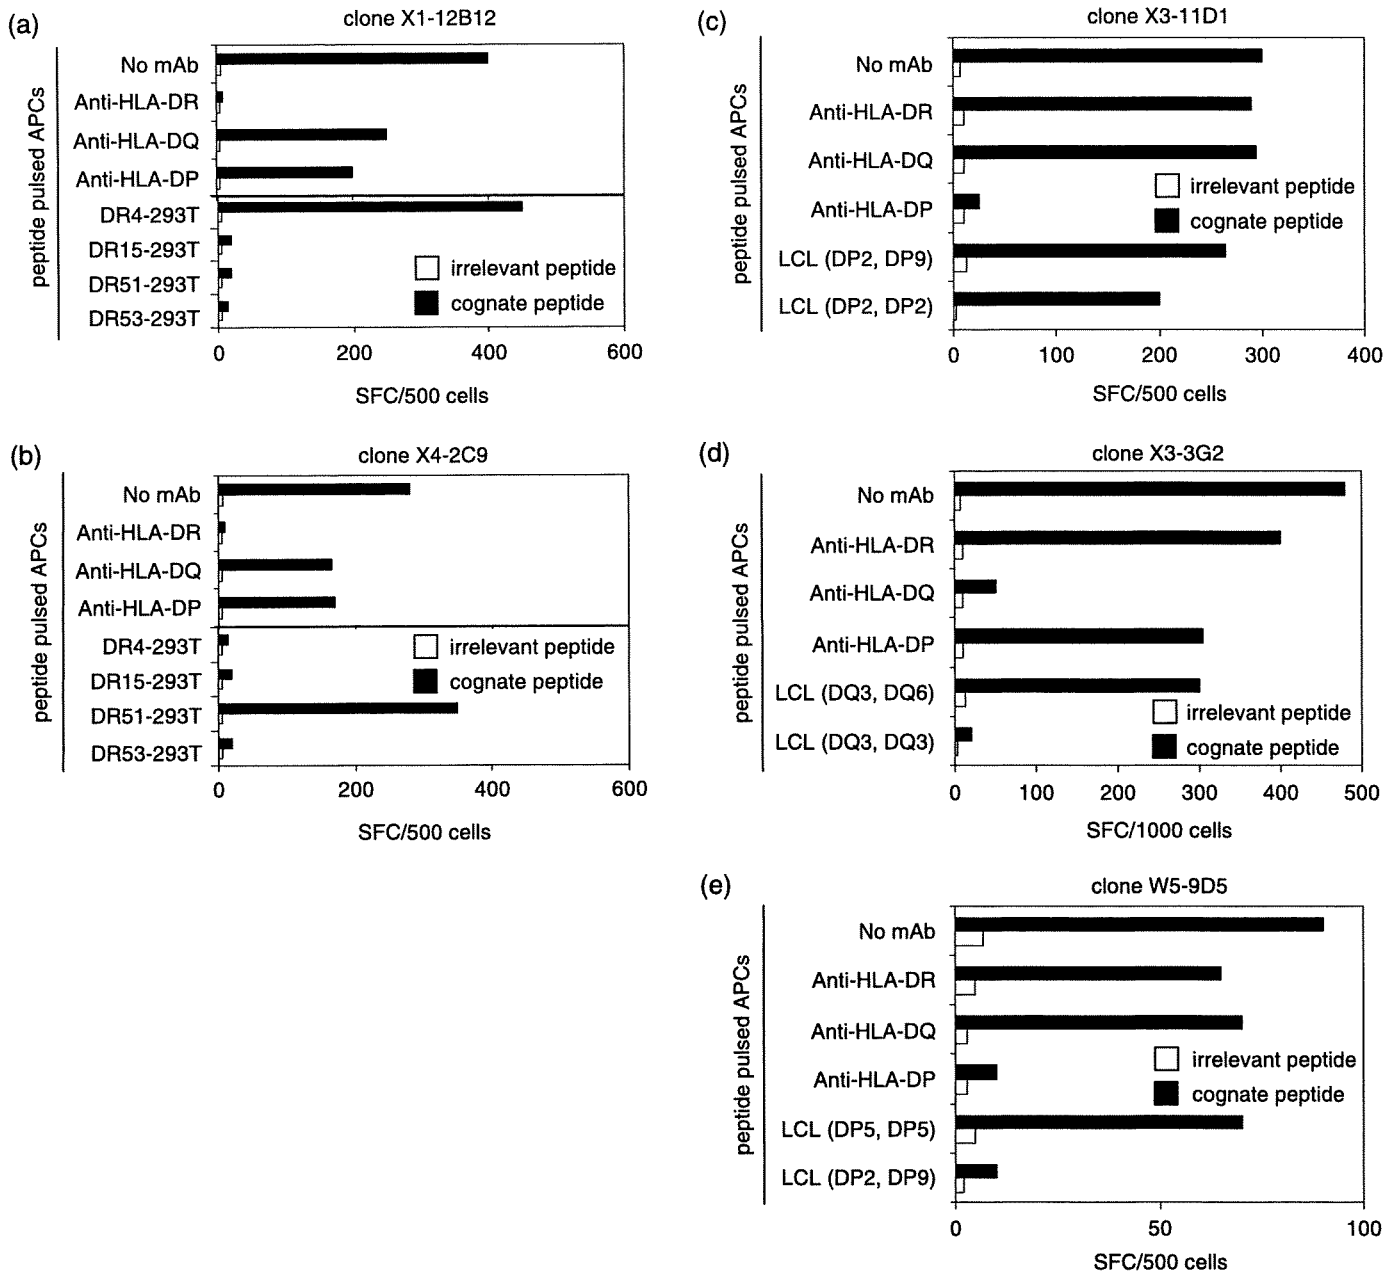 (a)
clone X1-12B12
peptide pulsed APCs
No mAb
Anti-HLA-DR
Anti-HLA-DQ
Anti-HLA-DP
DR4-293T
DR15-293T
DR51-293T
DR53-293T
irrelevant peptide
cognate peptide
0 200 400 600
SFC/500 cells
(b)
clone X4-2C9
peptide pulsed APCs
No mAb
Anti-HLA-DR
Anti-HLA-DQ
Anti-HLA-DP
DR4-293T
DR15-293T
DR51-293T
DR53-293T
irrelevant peptide
cognate peptide
0 200 400 600
SFC/500 cells
(c)
clone X3-11D1
peptide pulsed APCs
No mAb
Anti-HLA-DR
Anti-HLA-DQ
Anti-HLA-DP
LCL (DP2, DP9)
LCL (DP2, DP2)
irrelevant peptide
cognate peptide
0 100 200 300 400
SFC/500 cells
(d)
clone X3-3G2
peptide pulsed APCs
No mAb
Anti-HLA-DR
Anti-HLA-DQ
Anti-HLA-DP
LCL (DQ3, DQ6)
LCL (DQ3, DQ3)
irrelevant peptide
cognate peptide
0 100 200 300 400 500
SFC/1000 cells
(e)
clone W5-9D5
peptide pulsed APCs
No mAb
Anti-HLA-DR
Anti-HLA-DQ
Anti-HLA-DP
LCL (DP5, DP5)
LCL (DP2, DP9)
irrelevant peptide
cognate peptide
0 50 100
SFC/500 cells